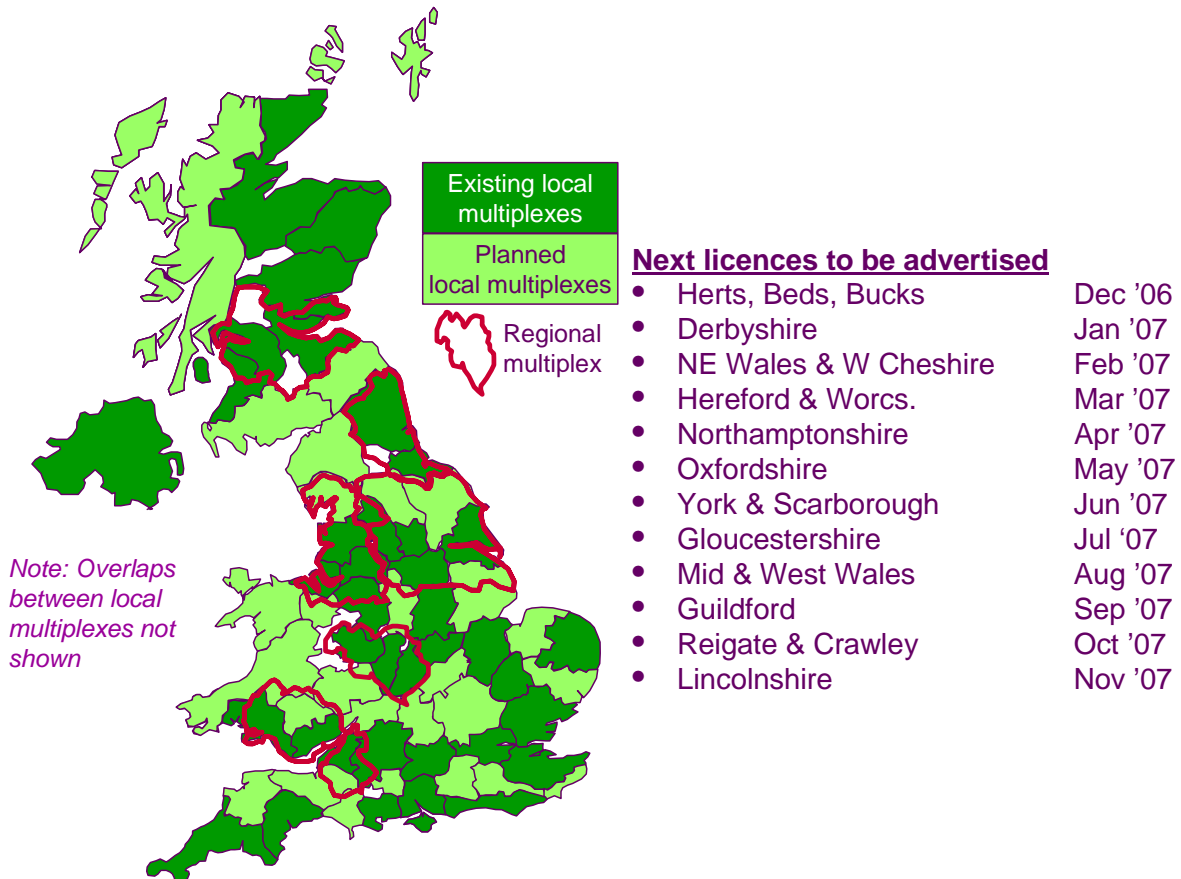 Existing local
multiplexes
Planned
local multiplexes
Regional
multiplex
Note: Overlaps
between local
multiplexes not
shown
Next licences to be advertised
• Herts, Beds, Bucks Dec ’06
• Derbyshire Jan ’07
• NE Wales & W Cheshire Feb ’07
• Hereford & Worcs. Mar ’07
• Northamptonshire Apr ’07
• Oxfordshire May ’07
• York & Scarborough Jun ’07
• Gloucestershire Jul ‘07
• Mid & West Wales Aug ’07
• Guildford Sep ’07
• Reigate & Crawley Oct ’07
• Lincolnshire Nov ’07